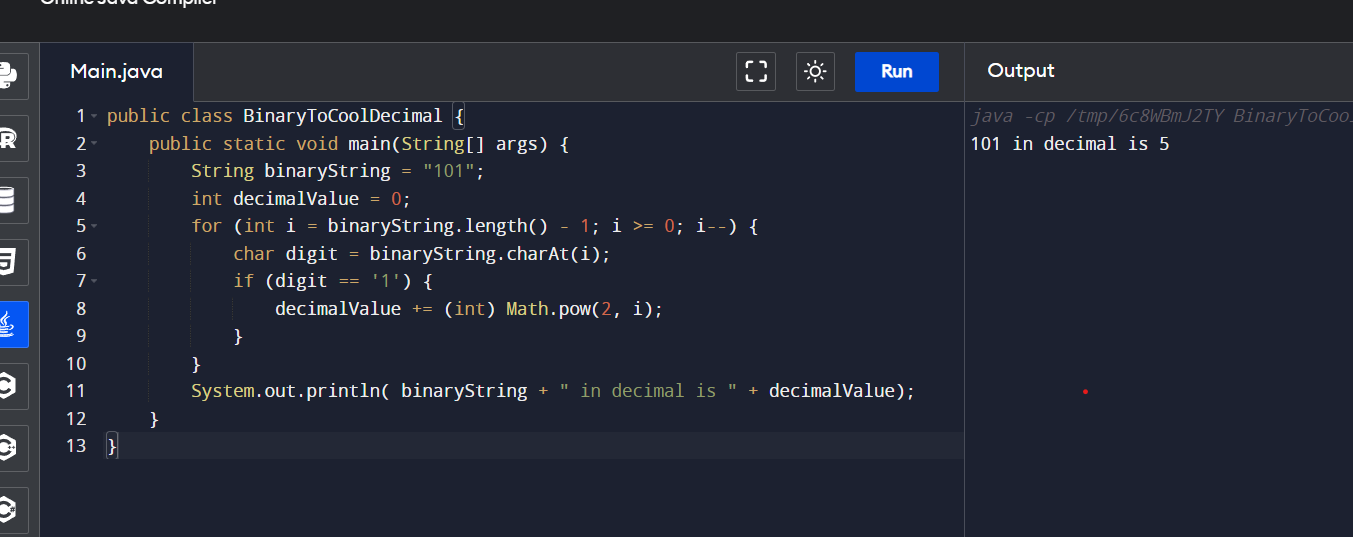 Online Java Compiler
Main.java
Run
Output
1 public class BinaryToCoolDecimal {
2 public static void main(String[] args) {
3 String binaryString = "101";
4 int decimalValue = 0;
5 for (int i = binaryString.length() - 1; i >= 0; i--) {
6 char digit = binaryString.charAt(i);
7 if (digit == '1') {
8 decimalValue += (int) Math.pow(2, i);
9 }
10 }
11 System.out.println( binaryString + " in decimal is " + decimalValue);
12 }
13 }
java -cp /tmp/6c8WBmJ2TY BinaryToCool
101 in decimal is 5